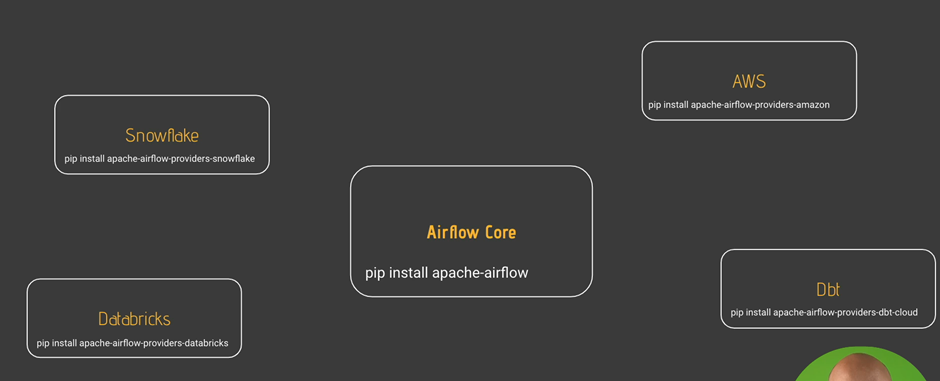 AWS
pip install apache-airflow-providers-amazon
Snowflake
pip install apache-airflow-providers-snowflake
Airflow Core
pip install apache-airflow
Dbt
pip install apache-airflow-providers-dbt-cloud
Databricks
pip install apache-airflow-providers-databricks